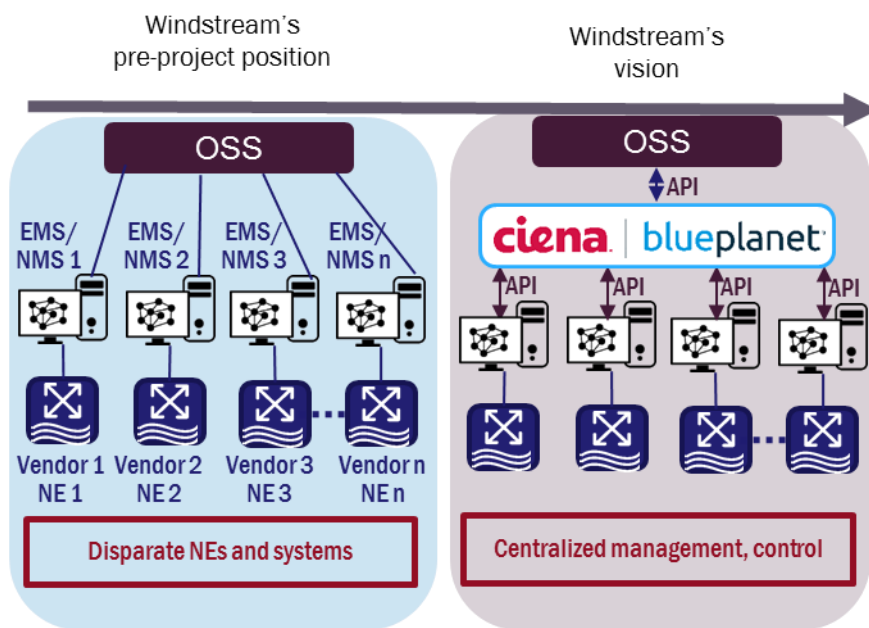 Windstream's
pre-project position
Windstream's
vision
OSS
EMS/
NMS 1
EMS/
NMS 2
EMS/
NMS 3
EMS/
NMS n
Vendor 1
NE 1
Vendor 2
NE 2
Vendor 3
NE 3
Vendor n
NE n
Disparate NEs and systems
OSS
API
ciena. | blueplanet
API
API
API
API
Centralized management, control